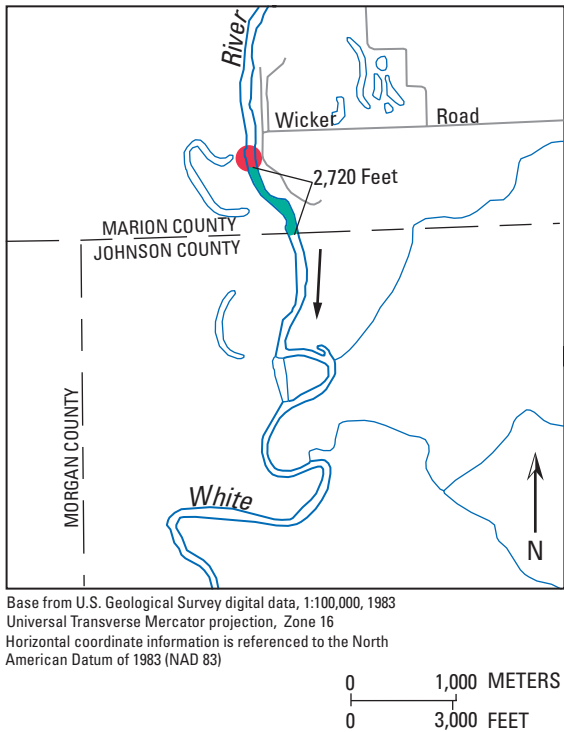 River
Wicker Road
2,720 Feet
MARION COUNTY
JOHNSON COUNTY
MORGAN COUNTY
White
N
Base from U.S. Geological Survey digital data, 1:100,000, 1983
Universal Transverse Mercator projection, Zone 16
Horizontal coordinate information is referenced to the North
American Datum of 1983 (NAD 83)
0 1,000 METERS
0 3,000 FEET